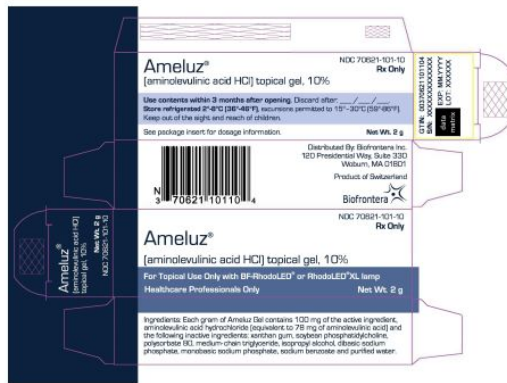 Ameluz®
NDC 70621-101-10
Rx Only
(aminolevulinic acid HCl) topical gel, 10%
Use contents within 3 months after opening. Discard after: ___/___/___.
Store refrigerated 2°-8°C (36°-46°F), excursions permitted to 15°-30°C (59°-86°F).
Keep out of the sight and reach of children.
See package insert for dosage information.
Net Wt. 2 g
GTIN: 00370621101104
S/N: XXXXXXXXXXXXXX
EXP: MM.YYYY
LOT: XXXXXX
data
matrix
Distributed By: Biofrontera Inc.
120 Presidential Way, Suite 330
Woburn, MA 01801
Product of Switzerland
Biofrontera
N
3 70621 10110 4
Ameluz®
(aminolevulinic acid HCl)
topical gel, 10%
Net Wt. 2 g
NDC 70621-101-10
NDC 70621-101-10
Rx Only
Ameluz®
(aminolevulinic acid HCl) topical gel, 10%
For Topical Use Only with BF-RhodoLED® or RhodoLED®XL lamp
Healthcare Professionals Only
Net Wt. 2 g
Ingredients: Each gram of Ameluz Gel contains 100 mg of the active ingredient,
aminolevulinic acid hydrochloride (equivalent to 78 mg of aminolevulinic acid) and
the following inactive ingredients: xanthan gum, soybean phosphatidylcholine,
polysorbate 80, medium-chain triglyceride, isopropyl alcohol, dibasic sodium
phosphate, monobasic sodium phosphate, sodium benzoate and purified water.